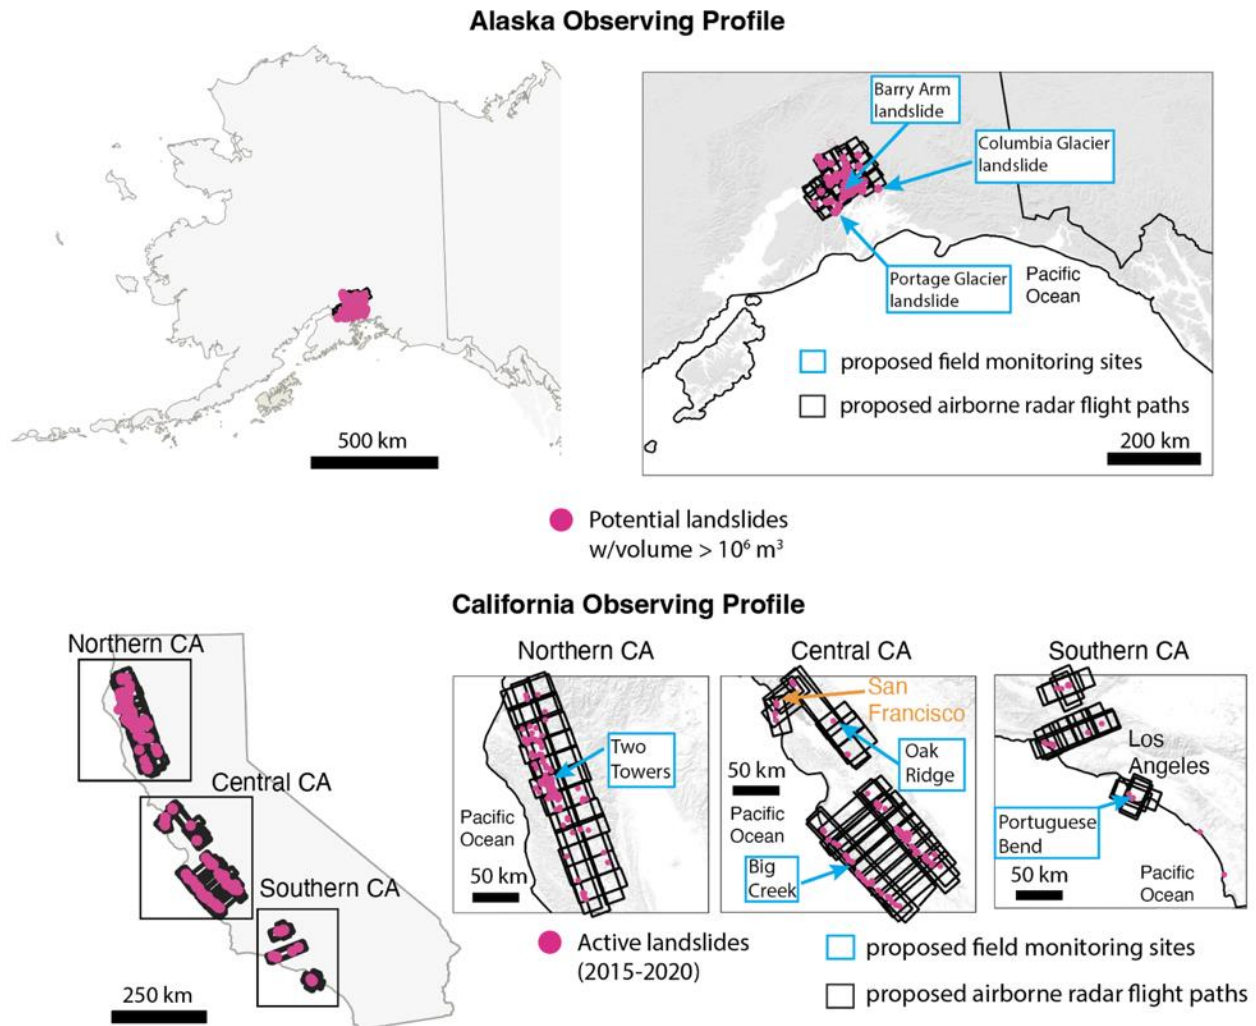 Alaska Observing Profile
Barry Arm
landslide
Columbia Glacier
landslide
Portage Glacier
landslide
Pacific
Ocean
proposed field monitoring sites
proposed airborne radar flight paths
500 km
200 km
Potential landslides
w/volume > 10⁶ m³
California Observing Profile
Northern CA
Central CA
Southern CA
250 km
Northern CA
Two
Towers
Pacific
Ocean
50 km
Central CA
San
Francisco
Oak
Ridge
50 km
Pacific
Ocean
Big
Creek
Southern CA
Los
Angeles
Portuguese
Bend
50 km
Pacific
Ocean
Active landslides
(2015-2020)
proposed field monitoring sites
proposed airborne radar flight paths